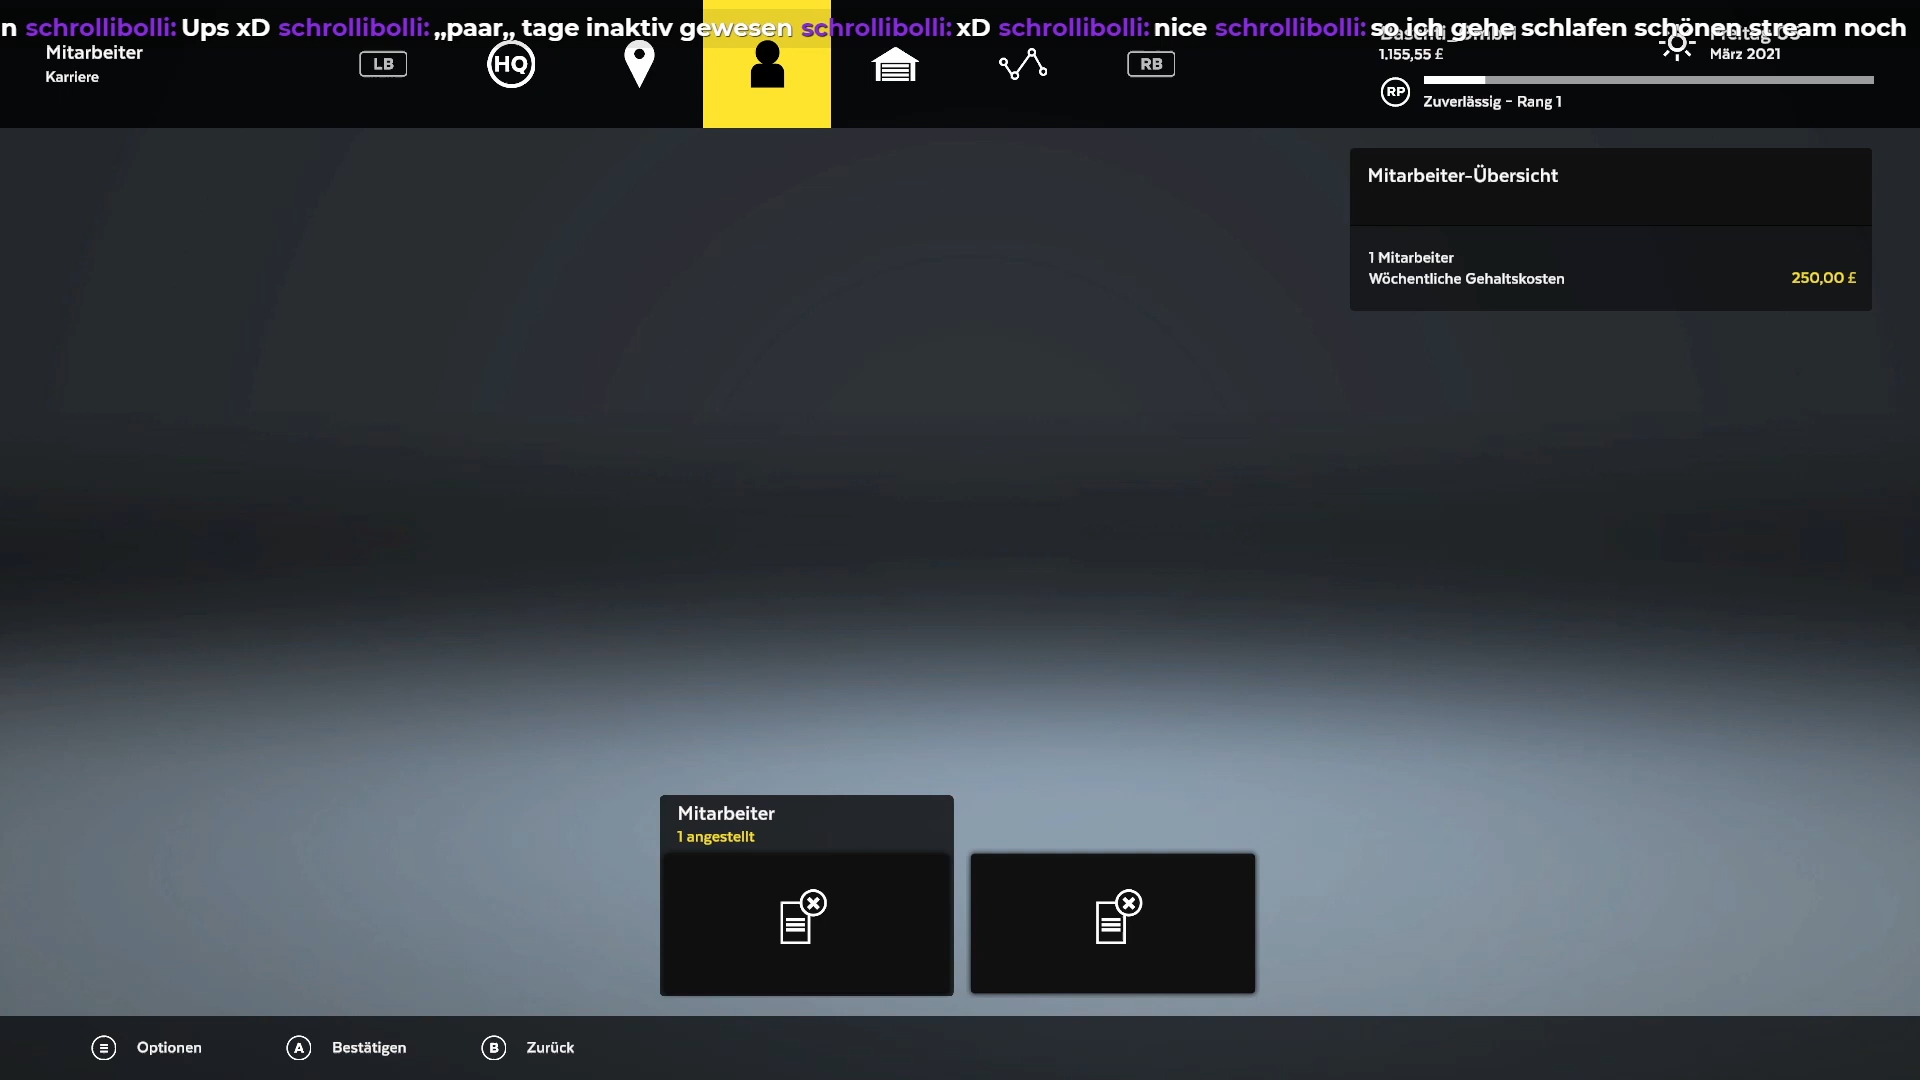 n schrollibolli: Ups xD schrollibolli: „paar„ tage inaktiv gewesen schrollibolli: xD schrollibolli: nice schrollibolli: so ich gehe schlafen schönen stream noch
Mitarbeiter
Karriere
LB
HQ
RB
1.155,55 £
März 2021
RP
Zuverlässig - Rang 1
Mitarbeiter-Übersicht
1 Mitarbeiter
Wöchentliche Gehaltskosten
250,00 £
Mitarbeiter
1 angestellt
Optionen
A
Bestätigen
B
Zurück